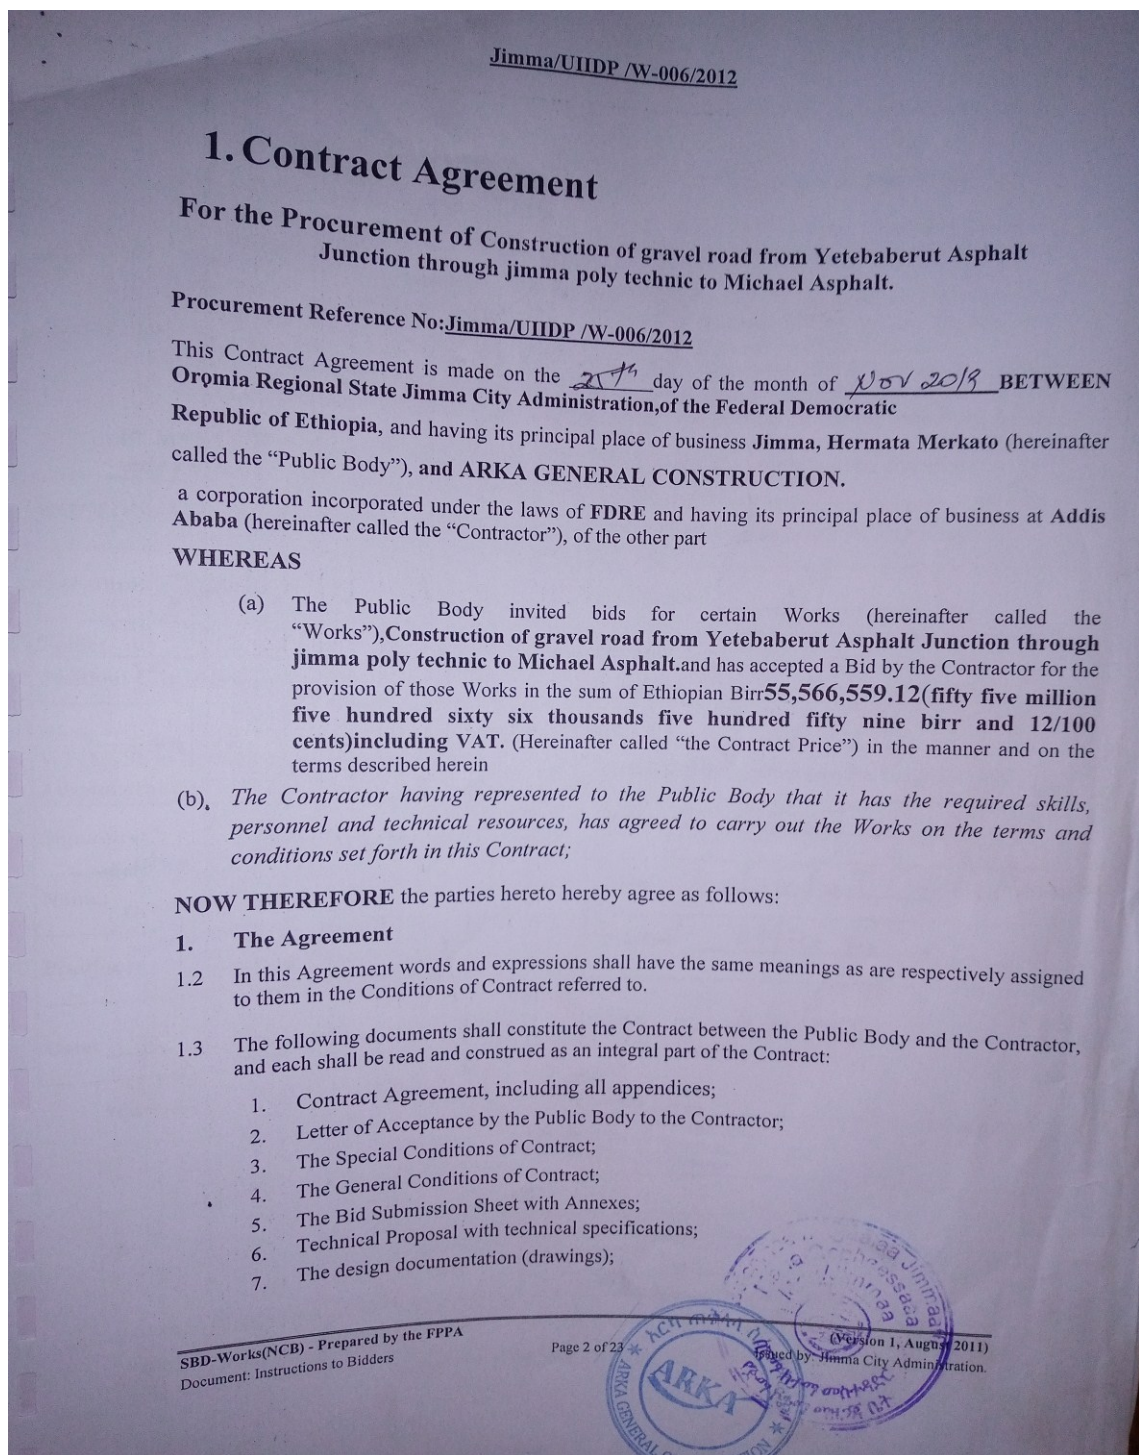 Jimma/UIIDP /W-006/2012
1. Contract Agreement
For the Procurement of Construction of gravel road from Yetebaberut Asphalt
Junction through jimma poly technic to Michael Asphalt.
Procurement Reference No:Jimma/UIIDP /W-006/2012
This Contract Agreement is made on the 25th day of the month of Nov 2019 BETWEEN
Oromia Regional State Jimma City Administration,of the Federal Democratic
Republic of Ethiopia, and having its principal place of business Jimma, Hermata Merkato (hereinafter
called the “Public Body”), and ARKA GENERAL CONSTRUCTION.
a corporation incorporated under the laws of FDRE and having its principal place of business at Addis
Ababa (hereinafter called the “Contractor”), of the other part
WHEREAS
(a) The Public Body invited bids for certain Works (hereinafter called the
“Works”),Construction of gravel road from Yetebaberut Asphalt Junction through
jimma poly technic to Michael Asphalt.and has accepted a Bid by the Contractor for the
provision of those Works in the sum of Ethiopian Birr55,566,559.12(fifty five million
five hundred sixty six thousands five hundred fifty nine birr and 12/100
cents)including VAT. (Hereinafter called “the Contract Price”) in the manner and on the
terms described herein
(b). The Contractor having represented to the Public Body that it has the required skills,
personnel and technical resources, has agreed to carry out the Works on the terms and
conditions set forth in this Contract;
NOW THEREFORE the parties hereto hereby agree as follows:
1. The Agreement
1.2 In this Agreement words and expressions shall have the same meanings as are respectively assigned
to them in the Conditions of Contract referred to.
1.3 The following documents shall constitute the Contract between the Public Body and the Contractor,
and each shall be read and construed as an integral part of the Contract:
1. Contract Agreement, including all appendices;
2. Letter of Acceptance by the Public Body to the Contractor;
3. The Special Conditions of Contract;
4. The General Conditions of Contract;
5. The Bid Submission Sheet with Annexes;
6. Technical Proposal with technical specifications;
7. The design documentation (drawings);
SBD-Works(NCB) - Prepared by the FPPA
Document: Instructions to Bidders
Page 2 of 23
(Version 1, August 2011)
Issued by: Jimma City Administration.
ARKA
ARKA GENERAL